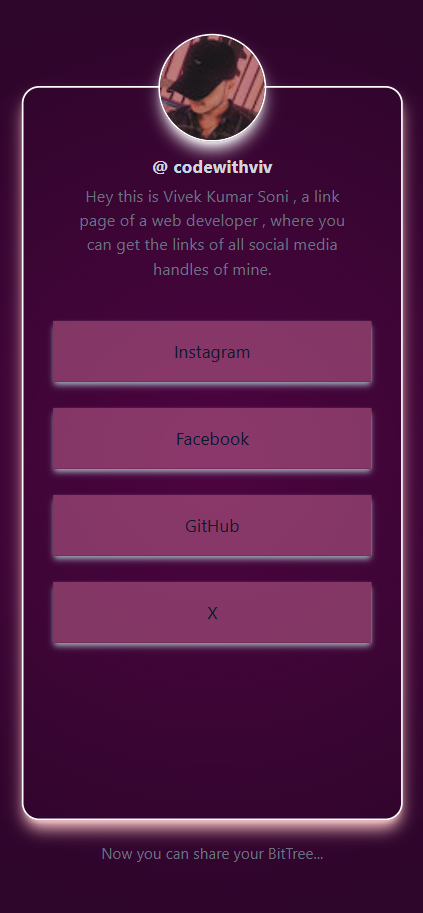 @ codewithviv
Hey this is Vivek Kumar Soni , a link
page of a web developer , where you
can get the links of all social media
handles of mine.
Instagram
Facebook
GitHub
X
Now you can share your BitTree...